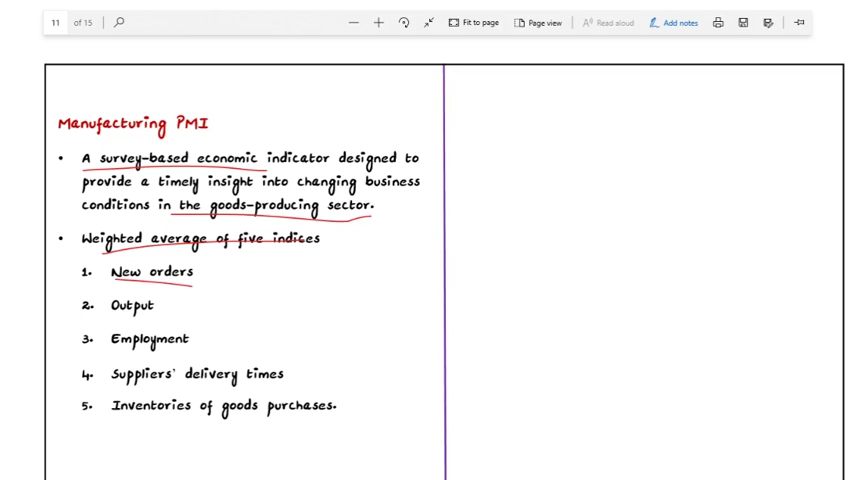 11 of 15 Fit to page Page view Read aloud Add notes
Manufacturing PMI
• A survey-based economic indicator designed to
provide a timely insight into changing business
conditions in the goods-producing sector.
• Weighted average of five indices
1. New orders
2. Output
3. Employment
4. Suppliers' delivery times
5. Inventories of goods purchases.